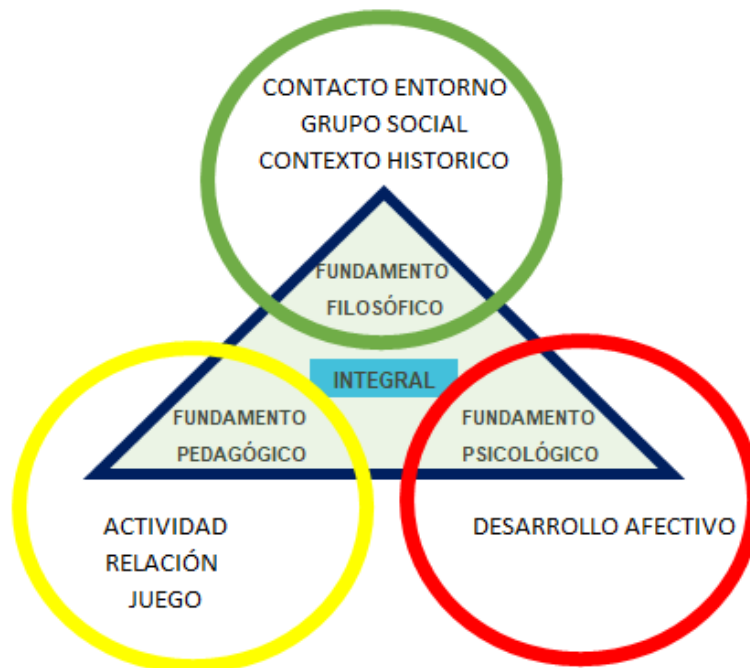 CONTACTO ENTORNO
GRUPO SOCIAL
CONTEXTO HISTORICO
FUNDAMENTO
FILOSÓFICO
INTEGRAL
FUNDAMENTO
PEDAGÓGICO
FUNDAMENTO
PSICOLÓGICO
ACTIVIDAD
RELACIÓN
JUEGO
DESARROLLO AFECTIVO